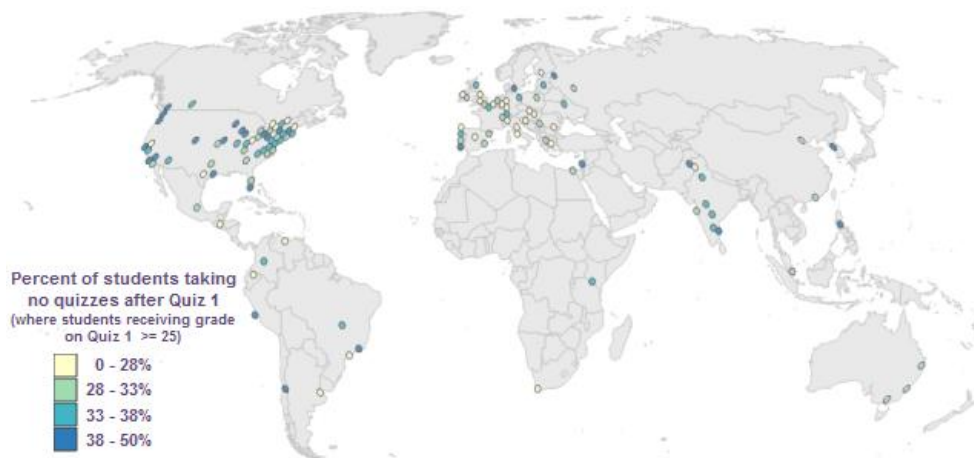 Percent of students taking
no quizzes after Quiz 1
(where students receiving grade
on Quiz 1 >= 25)
0 - 28%
28 - 33%
33 - 38%
38 - 50%